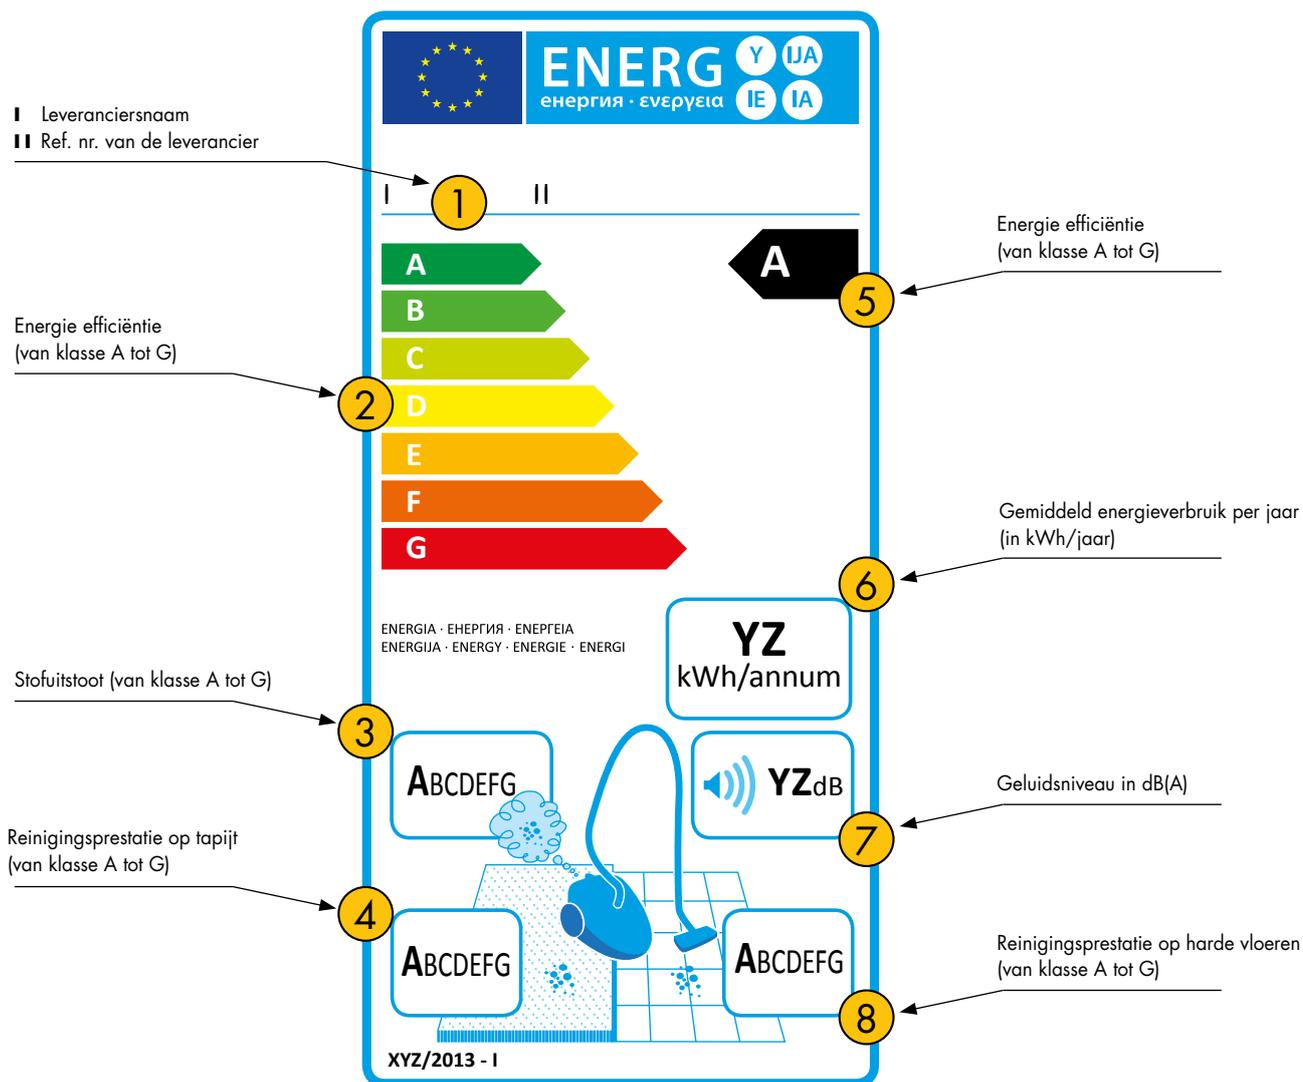 ENERG
Y IJA
IE IA
енергия · ενεργεια
I Leveranciersnaam
II Ref. nr. van de leverancier
I 1 II
Energie efficiëntie
(van klasse A tot G)
A
A
5
B
Energie efficiëntie
(van klasse A tot G)
C
2
D
E
F
G
Gemiddeld energieverbruik per jaar
(in kWh/jaar)
6
ENERGIA · ЕНЕРГИЯ · ΕΝΕΡΓΕΙΑ
ENERGIJA · ENERGY · ENERGIE · ENERGI
YZ
kWh/annum
Stofuitstoot (van klasse A tot G)
3
ABCDEFG
YZdB
Geluidsniveau in dB(A)
7
Reinigingsprestatie op tapijt
(van klasse A tot G)
4
ABCDEFG
ABCDEFG
Reinigingsprestatie op harde vloeren
(van klasse A tot G)
8
XYZ/2013 - I